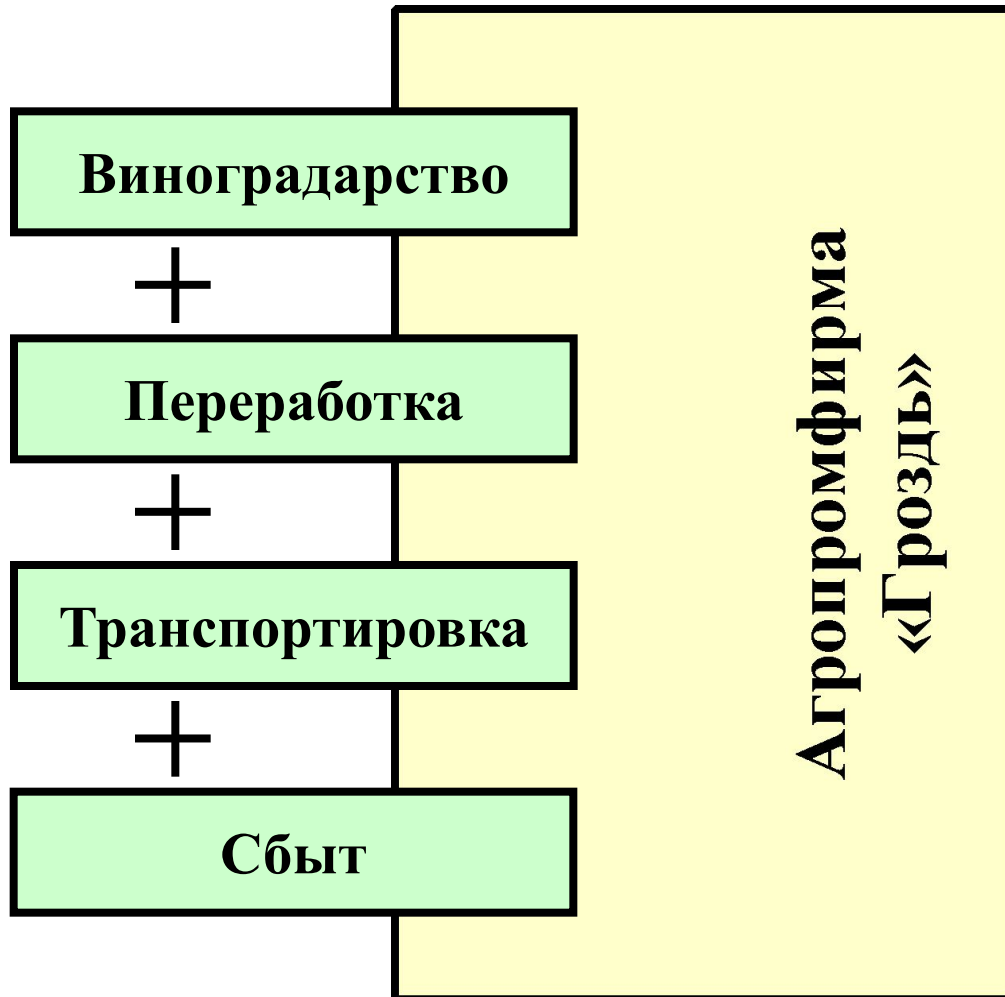 Виноградарство
+
Переработка
+
Транспортировка
+
Сбыт
Агропромфирма
«Гроздь»